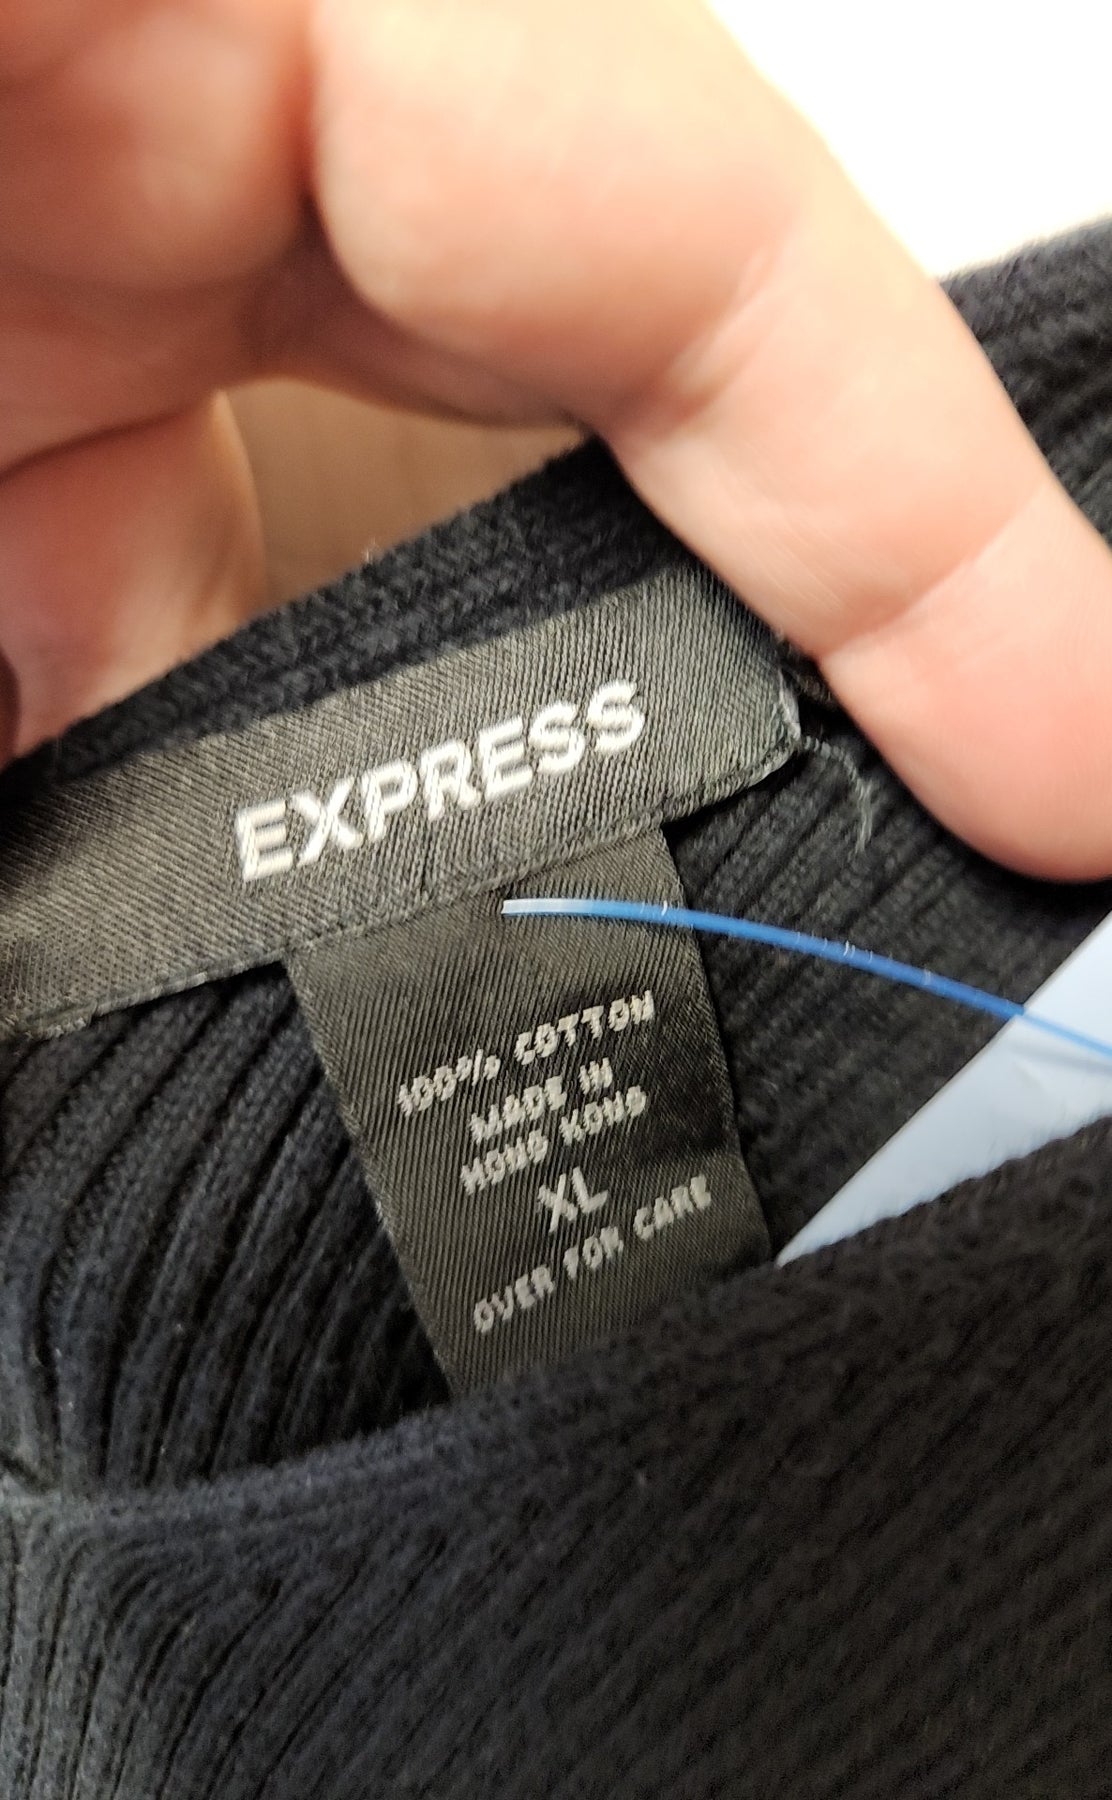 EXPRESS
100% COTTON
MADE IN
HONG KONG
XL
OVER FOR CARE